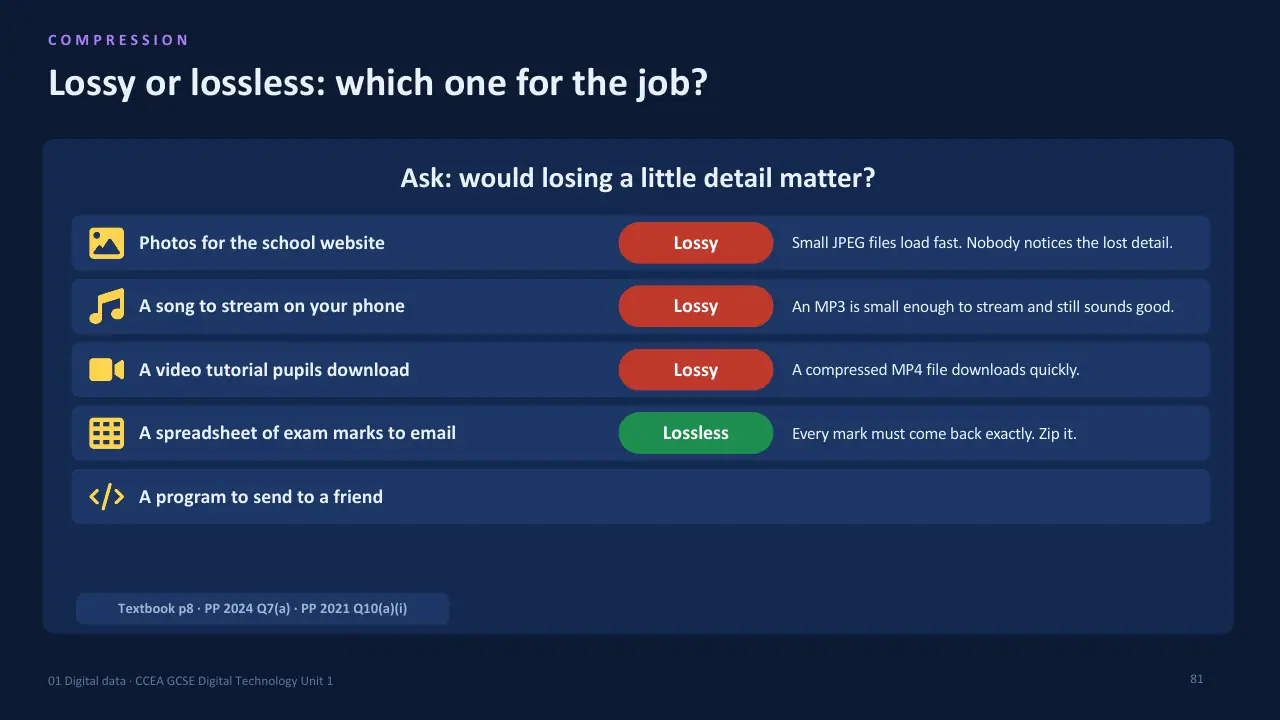 COMPRESSION
Lossy or lossless: which one for the job?
Ask: would losing a little detail matter?
Photos for the school website Lossy Small JPEG files load fast. Nobody notices the lost detail.
A song to stream on your phone Lossy An MP3 is small enough to stream and still sounds good.
A video tutorial pupils download Lossy A compressed MP4 file downloads quickly.
A spreadsheet of exam marks to email Lossless Every mark must come back exactly. Zip it.
A program to send to a friend
Textbook p8 · PP 2024 Q7(a) · PP 2021 Q10(a)(i)
01 Digital data · CCEA GCSE Digital Technology Unit 1
81